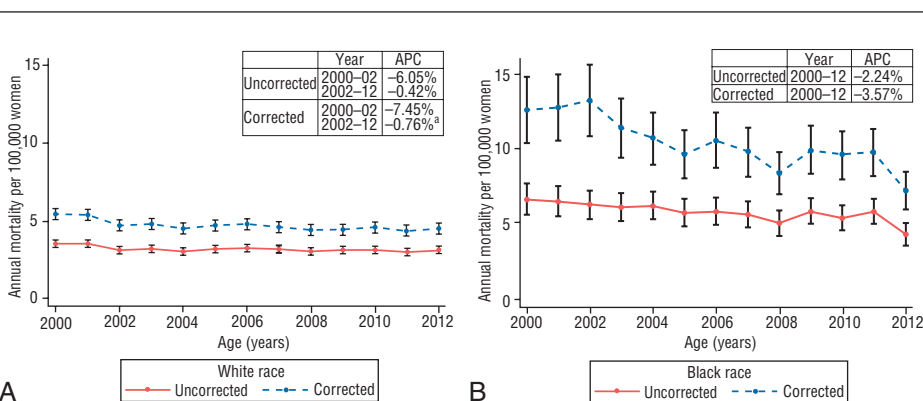 Year APC
Uncorrected 2000–02 –6.05%
2002–12 –0.42%
Corrected 2000–02 –7.45%
2002–12 –0.76%a
Annual mortality per 100,000 women
15
10
5
0
2000 2002 2004 2006 2008 2010 2012
Age (years)
White race
Uncorrected Corrected
A
Year APC
Uncorrected 2000–12 –2.24%
Corrected 2000–12 –3.57%
Annual mortality per 100,000 women
15
10
5
0
2000 2002 2004 2006 2008 2010 2012
Age (years)
Black race
Uncorrected Corrected
B